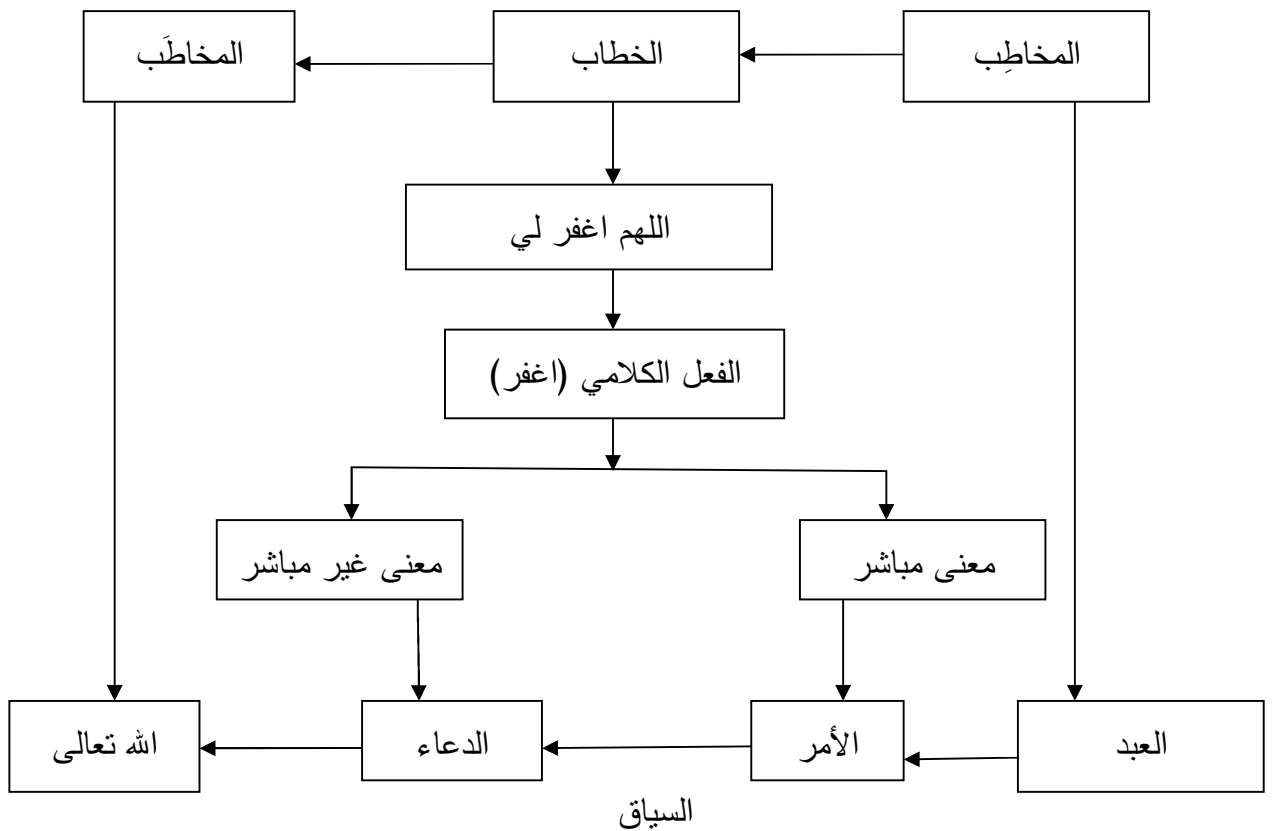 المخاطِب
الخطاب
المخاطَب
اللهم اغفر لي
الفعل الكلامي (اغفر)
معنى مباشر
معنى غير مباشر
العبد
الأمر
الدعاء
الله تعالى
السياق